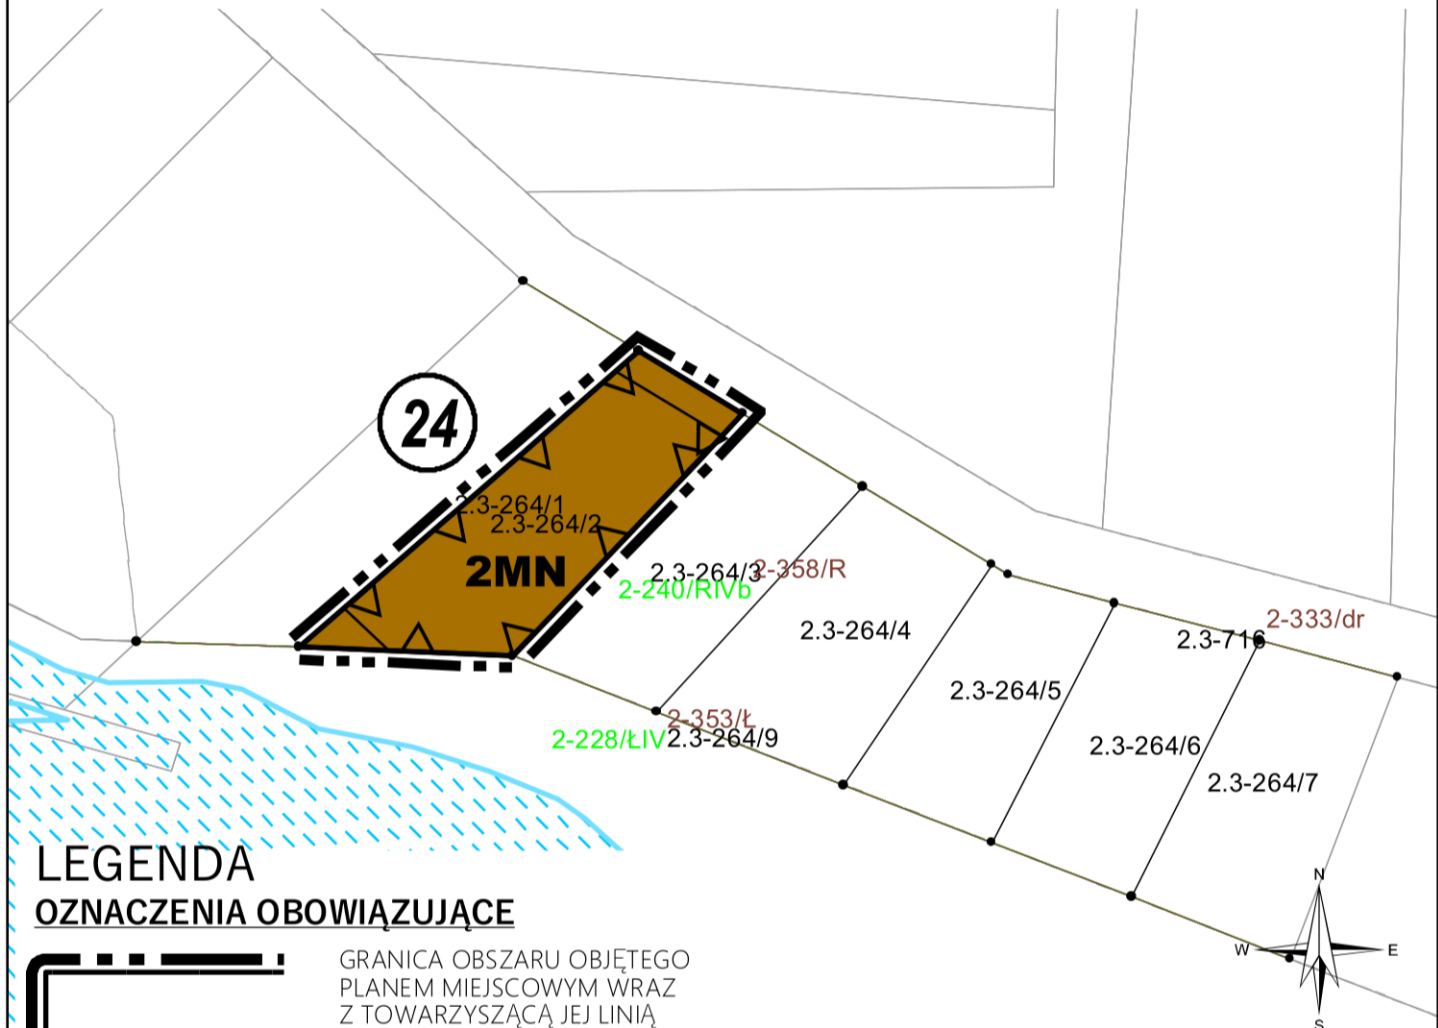 24
2.3-264/1
2.3-264/2
2MN
2.3-264/3
2-358/R
2-240/RIVb
2.3-264/4
2-333/dr
2.3-716
2.3-264/5
2-353/Ł
2-228/ŁIV
2.3-264/9
2.3-264/6
2.3-264/7
LEGENDA
OZNACZENIA OBOWIĄZUJĄCE
GRANICA OBSZARU OBJĘTEGO
PLANEM MIEJSCOWYM WRAZ
Z TOWARZYSZĄCĄ JEJ LINIĄ
N
W
E
S